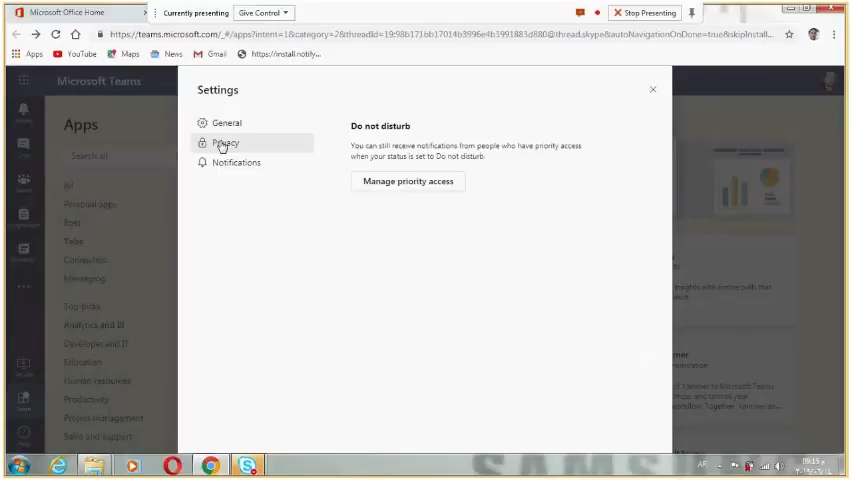 Microsoft Office Home
Currently presenting
Give Control
Stop Presenting
https://teams.microsoft.com/_#/apps?intent=1&category=2&threadId=19:98b171bb17014b3996e4b3991883d880@thread.skype&autoNavigationOnDone=true&skipInstall...
Apps
YouTube
Maps
News
Gmail
https://install.notify...
Microsoft Teams
Settings
General
Privacy
Notifications
Do not disturb
You can still receive notifications from people who have priority access
when your status is set to Do not disturb.
Manage priority access
Apps
Search all
All
Personal apps
Bots
Tabs
Connectors
Messaging
Top picks
Analytics and BI
Developer and IT
Education
Human resources
Productivity
Project management
Sales and support
AR
SAMS